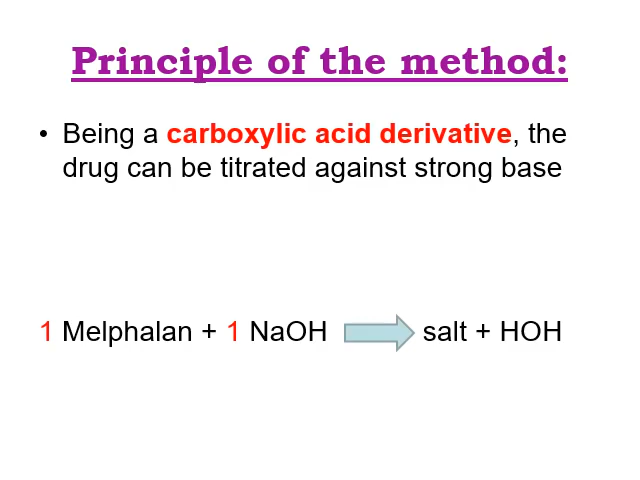 Principle of the method:
• Being a carboxylic acid derivative, the
drug can be titrated against strong base
1 Melphalan + 1 NaOH salt + HOH